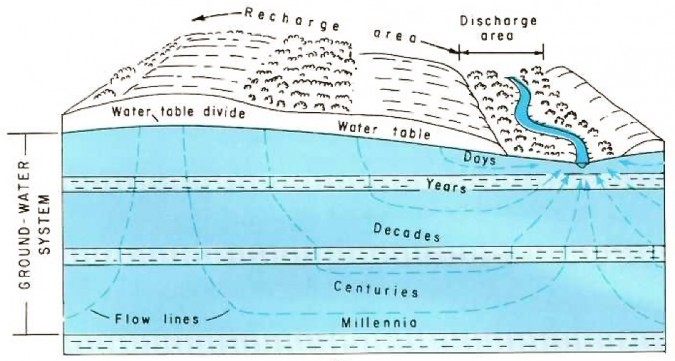 Recharge area
Discharge
area
Water table divide
Water table
Days
Years
Decades
Centuries
Flow lines
Millennia
GROUND-WATER
SYSTEM